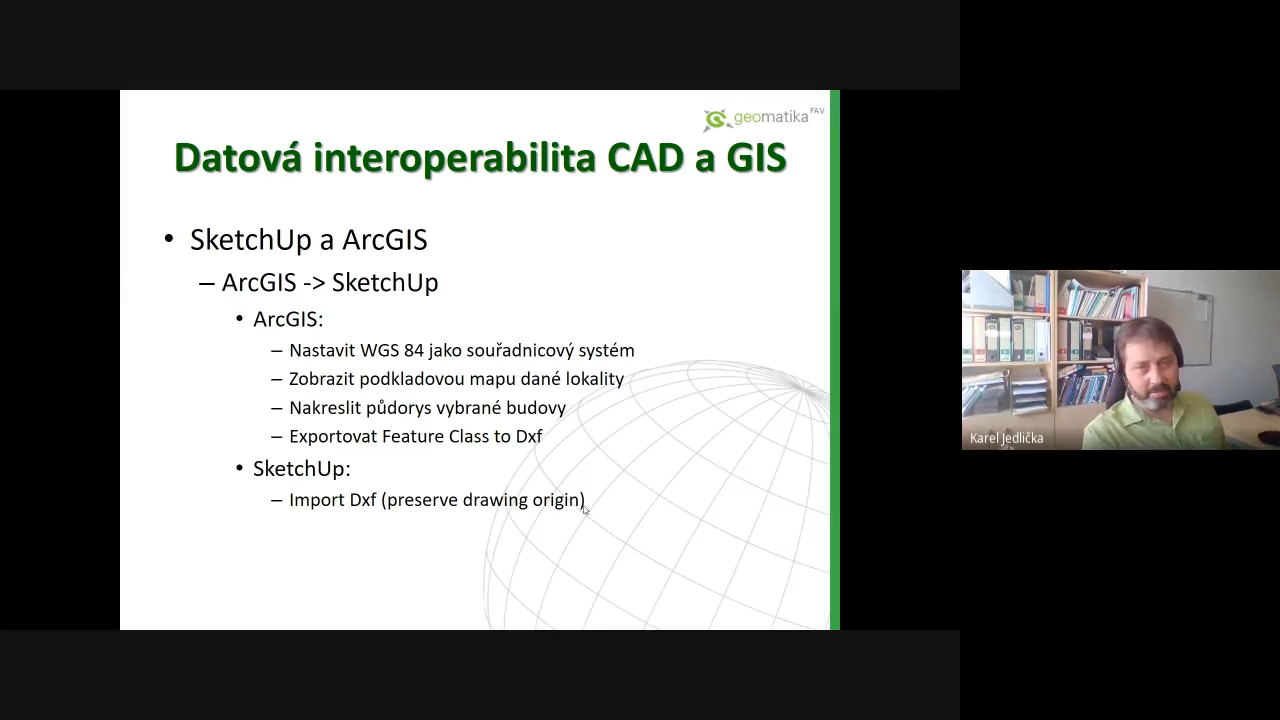 geomatika FAV
Datová interoperabilita CAD a GIS
• SketchUp a ArcGIS
– ArcGIS -> SketchUp
• ArcGIS:
– Nastavit WGS 84 jako souřadnicový systém
– Zobrazit podkladovou mapu dané lokality
– Nakreslit půdorys vybrané budovy
– Exportovat Feature Class to Dxf
• SketchUp:
– Import Dxf (preserve drawing origin)
Karel Jedlička